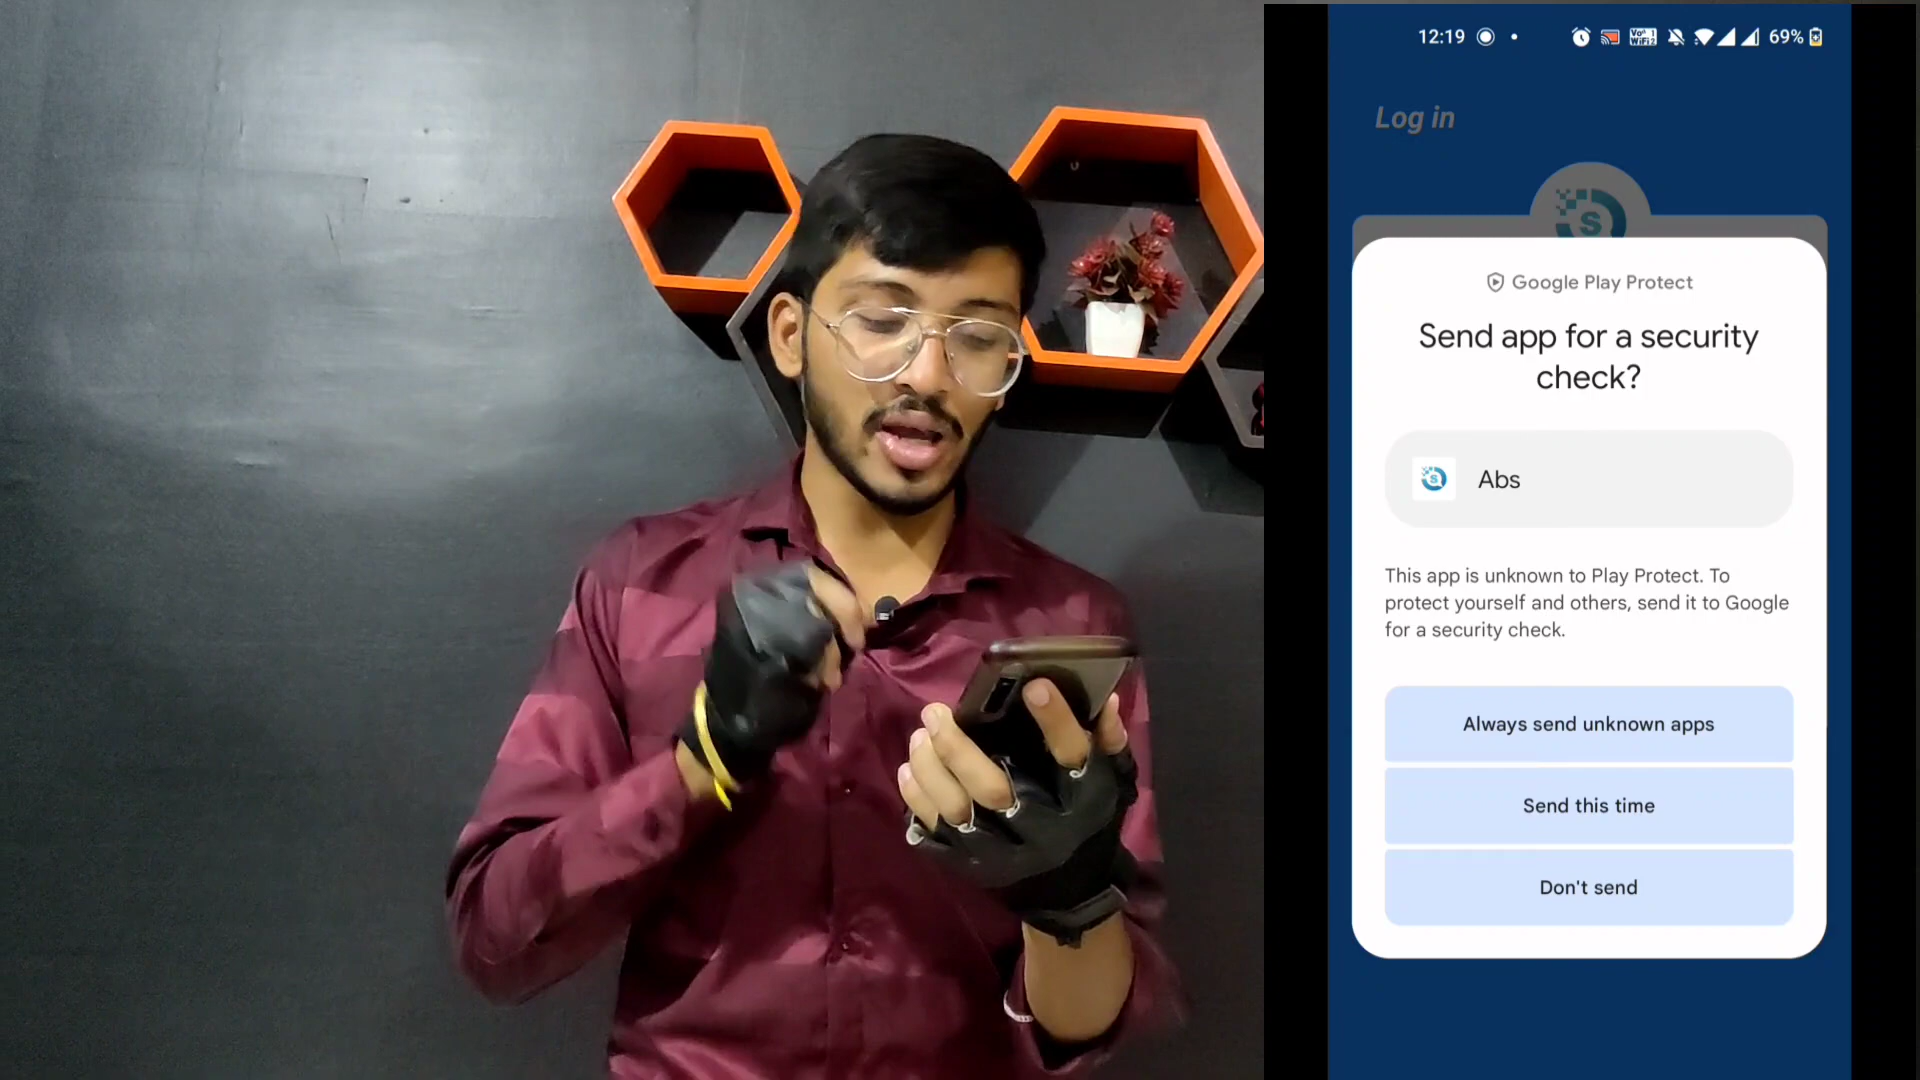 12:19
69%
Log in
S
Google Play Protect
Send app for a security
check?
S
Abs
This app is unknown to Play Protect. To
protect yourself and others, send it to Google
for a security check.
Always send unknown apps
Send this time
Don't send